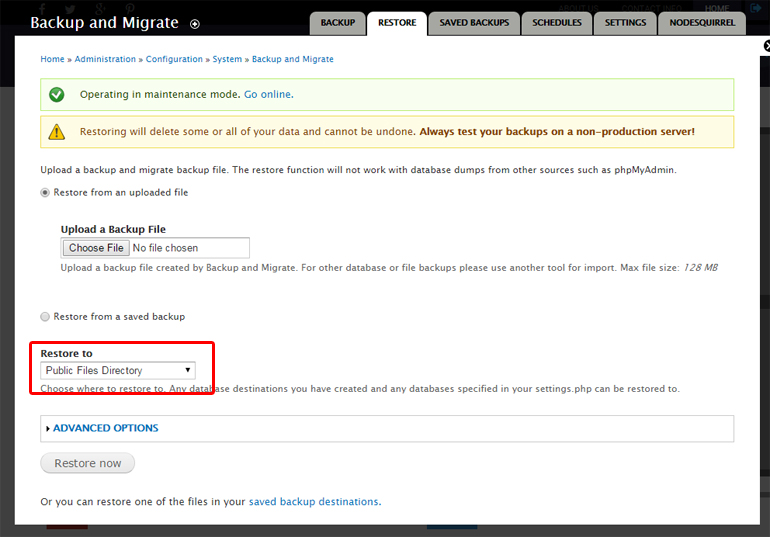 ABOUT US CONTACT INFO HOME
Backup and Migrate
BACKUP RESTORE SAVED BACKUPS SCHEDULES SETTINGS NODESQUIRREL
Home » Administration » Configuration » System » Backup and Migrate
Operating in maintenance mode. Go online.
Restoring will delete some or all of your data and cannot be undone. Always test your backups on a non-production server!
Upload a backup and migrate backup file. The restore function will not work with database dumps from other sources such as phpMyAdmin.
Restore from an uploaded file
Upload a Backup File
Choose File No file chosen
Upload a backup file created by Backup and Migrate. For other database or file backups please use another tool for import. Max file size: 128 MB
Restore from a saved backup
Restore to
Public Files Directory
Choose where to restore to. Any database destinations you have created and any databases specified in your settings.php can be restored to.
ADVANCED OPTIONS
Restore now
Or you can restore one of the files in your saved backup destinations.